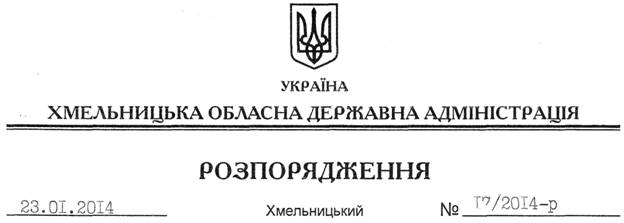 УКРАЇНА
ХМЕЛЬНИЦЬКА ОБЛАСНА ДЕРЖАВНА АДМІНІСТРАЦІЯ
РОЗПОРЯДЖЕННЯ
23.01.2014 Хмельницький № 17/2014-р